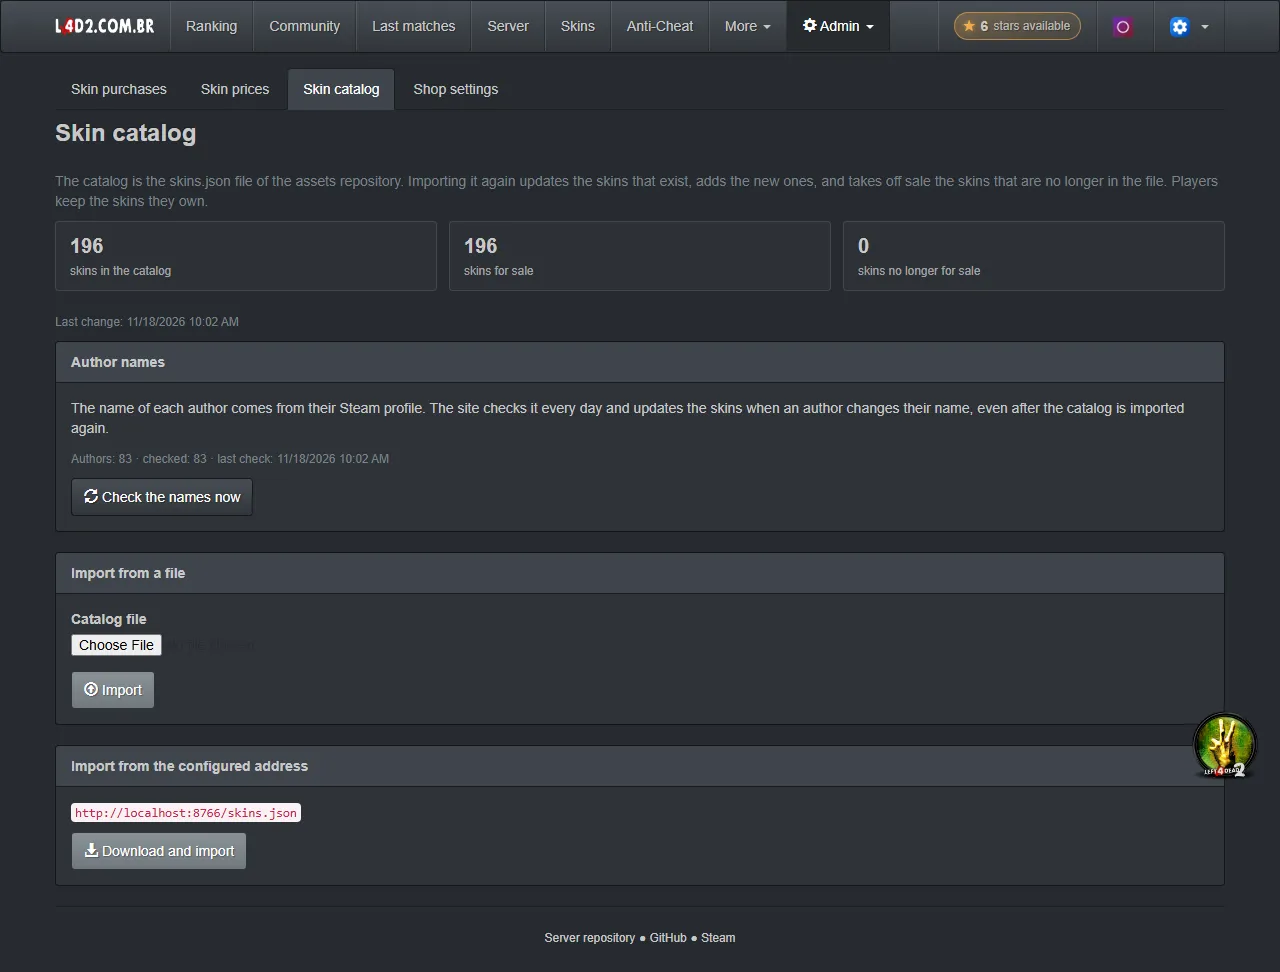 L4D2.COM.BR
Ranking
Community
Last matches
Server
Skins
Anti-Cheat
More
Admin
6 stars available
Skin purchases
Skin prices
Skin catalog
Shop settings
Skin catalog
The catalog is the skins.json file of the assets repository. Importing it again updates the skins that exist, adds the new ones, and takes off sale the skins that are no longer in the file. Players
keep the skins they own.
196
skins in the catalog
196
skins for sale
0
skins no longer for sale
Last change: 11/18/2026 10:02 AM
Author names
The name of each author comes from their Steam profile. The site checks it every day and updates the skins when an author changes their name, even after the catalog is imported
again.
Authors: 83 · checked: 83 · last check: 11/18/2026 10:02 AM
Check the names now
Import from a file
Catalog file
Choose File
Import
Import from the configured address
http://localhost:8766/skins.json
Download and import
LEFT 4 DEAD 2
Server repository ● GitHub ● Steam